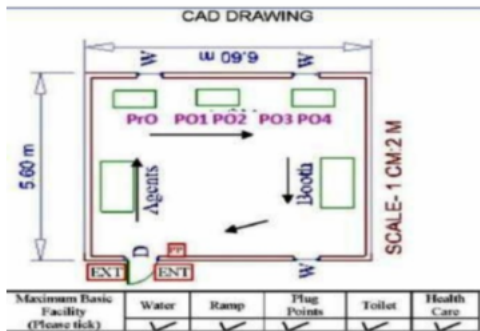 CAD DRAWING
6.60 m
W W
PrO PO1 PO2 PO3 PO4
5.60 m
Agents
Booth
SCALE- 1 CM:2 M
D
EXT ENT
W
Maximum Basic Facility (Please tick) Water Ramp Plug Points Toilet Health Care